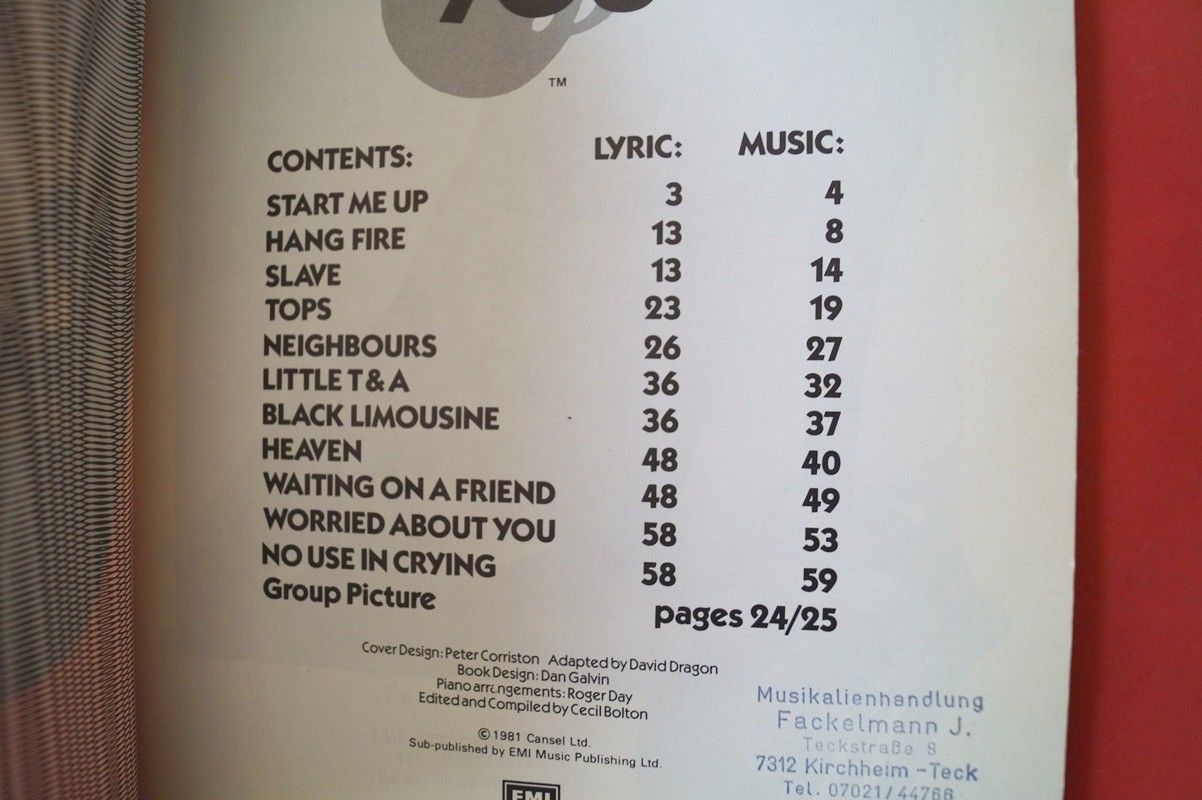 TM
CONTENTS: LYRIC: MUSIC:
START ME UP 3 4
HANG FIRE 13 8
SLAVE 13 14
TOPS 23 19
NEIGHBOURS 26 27
LITTLE T & A 36 32
BLACK LIMOUSINE 36 37
HEAVEN 48 40
WAITING ON A FRIEND 48 49
WORRIED ABOUT YOU 58 53
NO USE IN CRYING 58 59
Group Picture pages 24/25
Cover Design: Peter Corriston Adapted by David Dragon
Book Design: Dan Galvin
Piano arrangements: Roger Day
Edited and Compiled by Cecil Bolton
© 1981 Cansel Ltd.
Sub-published by EMI Music Publishing Ltd.
EMI
Musikalienhandlung
Fackelmann J.
Teckstraße 8
7312 Kirchheim-Teck
Tel. 07021/44766